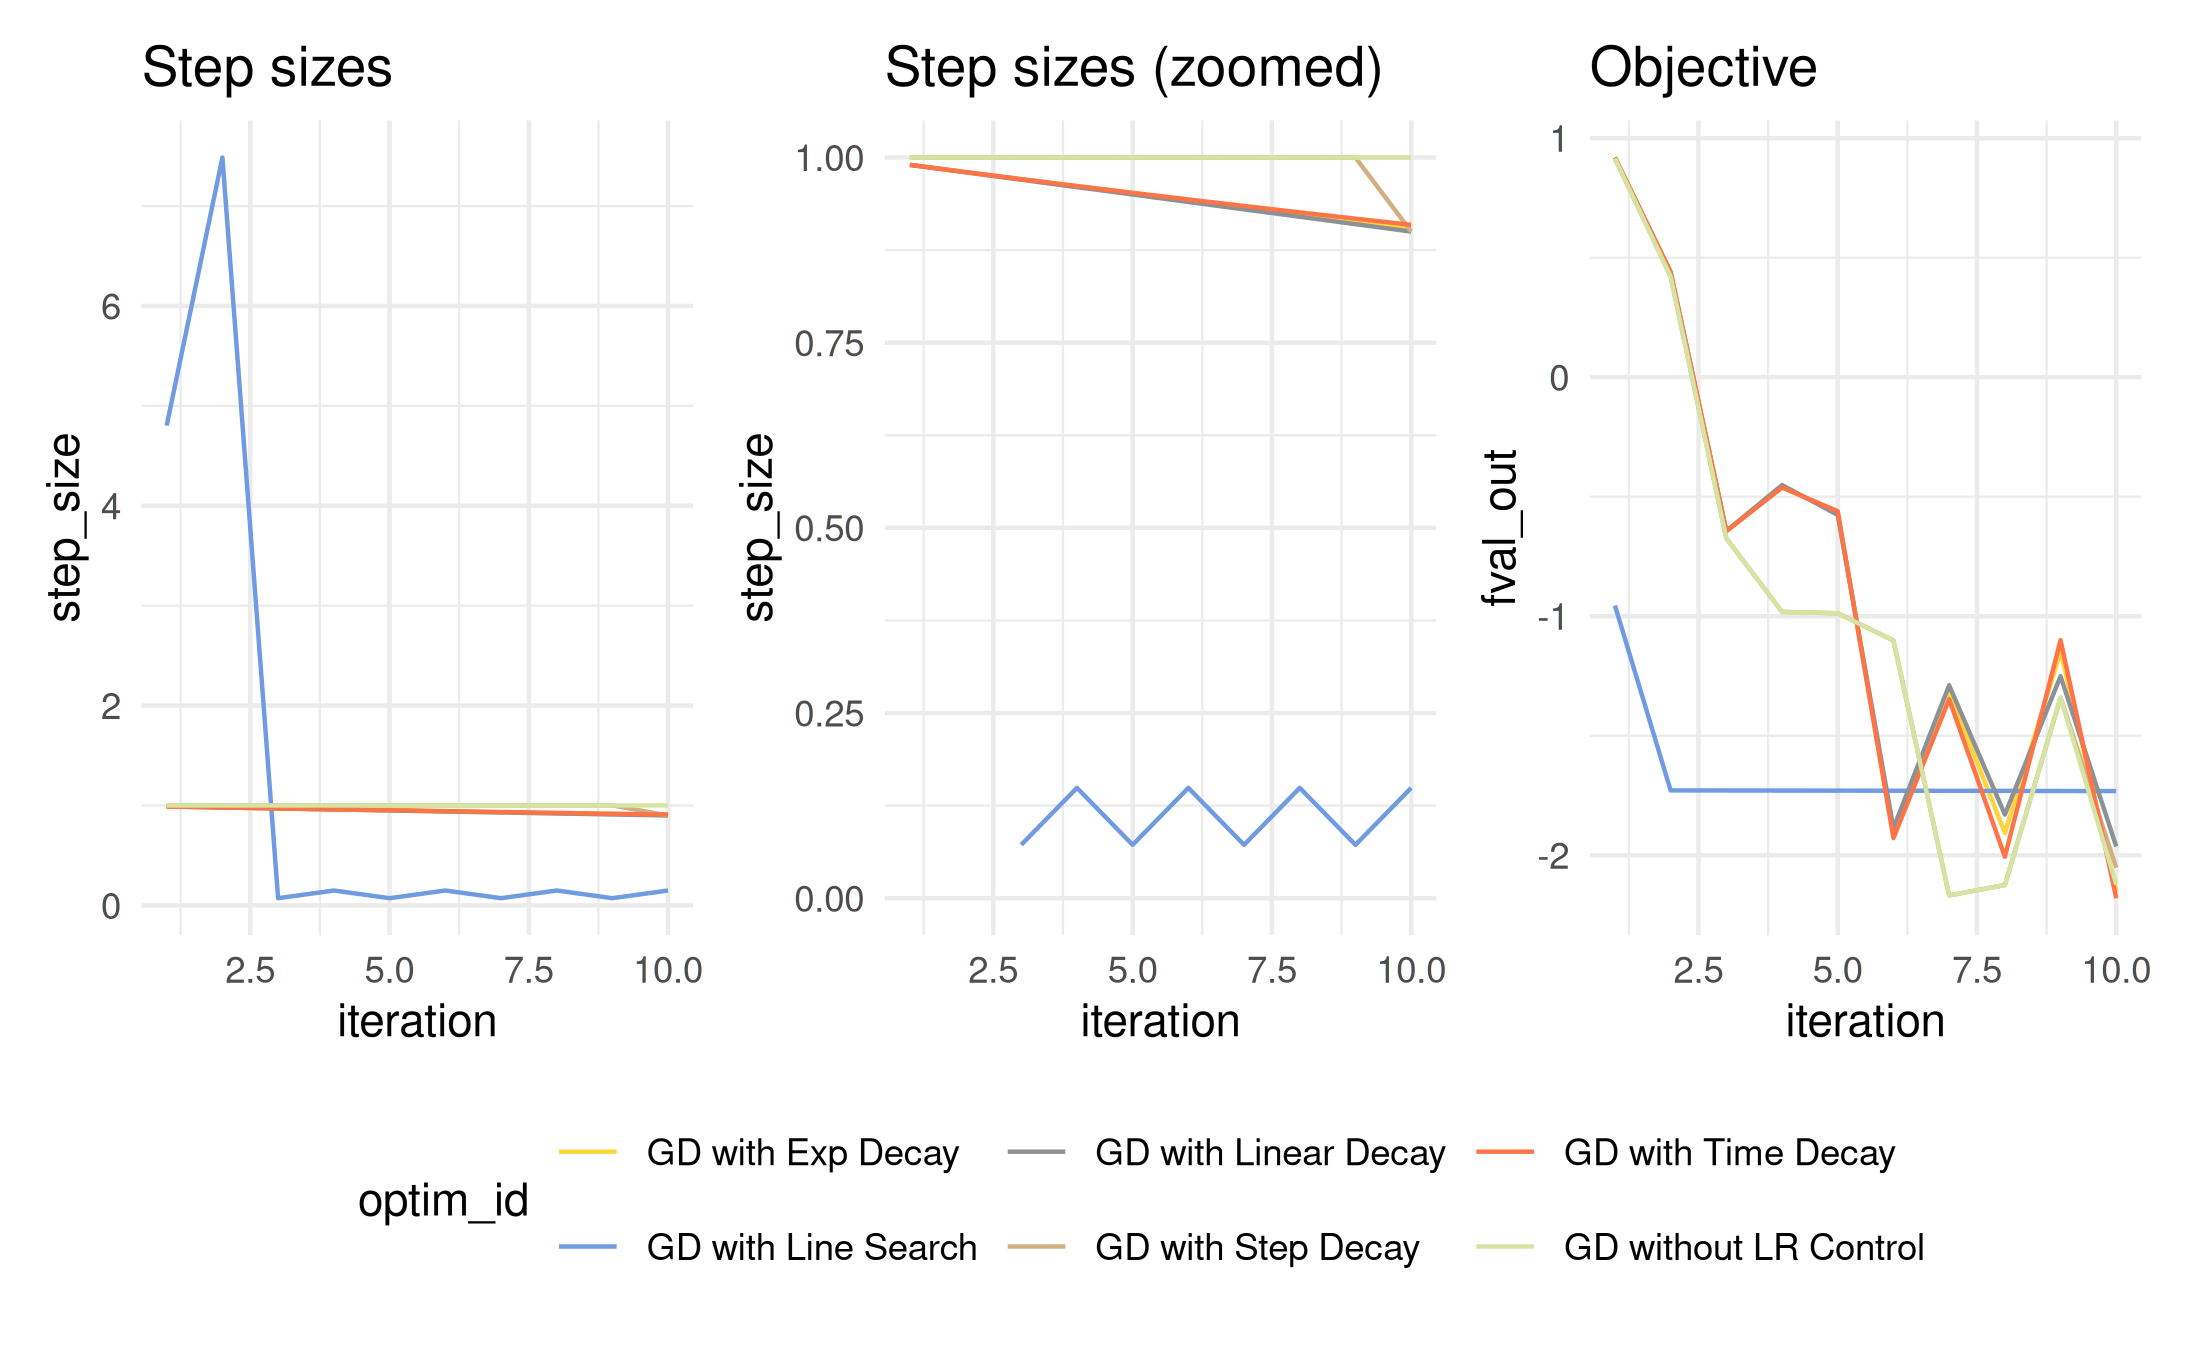 Step sizes
Step sizes (zoomed)
Objective
step_size
6
4
2
0
2.5 5.0 7.5 10.0
iteration
step_size
1.00
0.75
0.50
0.25
0.00
2.5 5.0 7.5 10.0
iteration
fval_out
1
0
-1
-2
2.5 5.0 7.5 10.0
iteration
optim_id
GD with Exp Decay
GD with Linear Decay
GD with Time Decay
GD with Line Search
GD with Step Decay
GD without LR Control